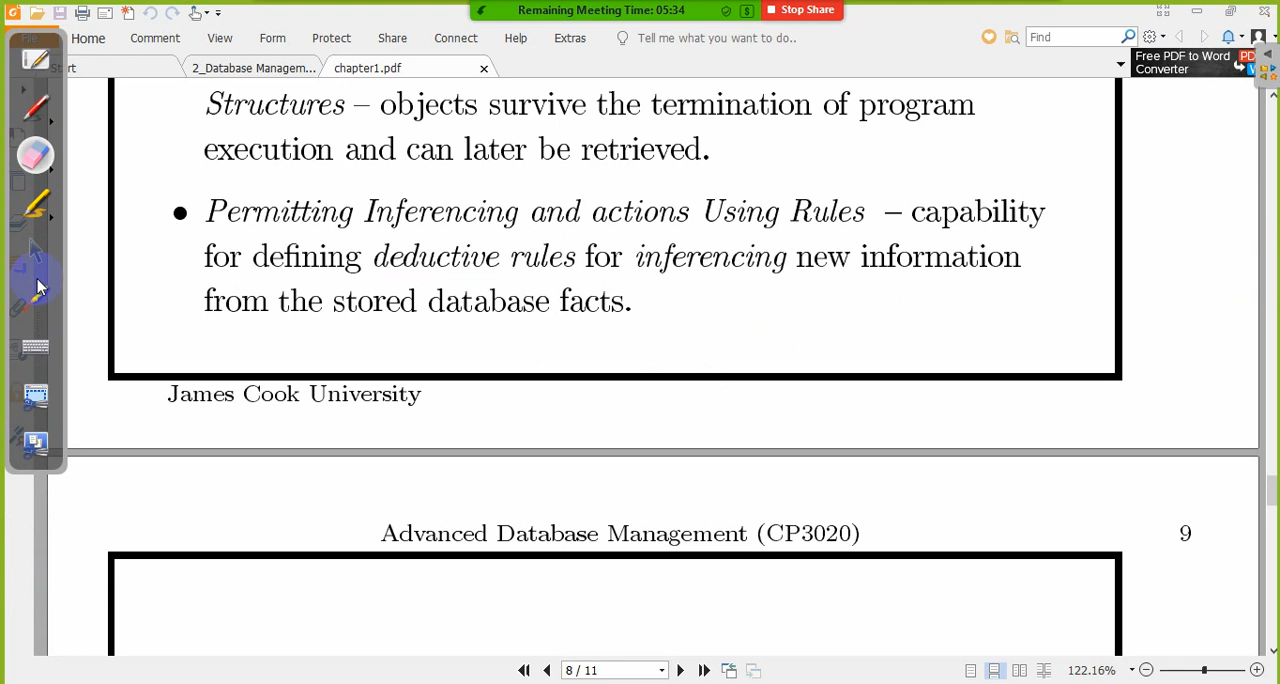 Remaining Meeting Time: 05:34
Stop Share
Home Comment View Form Protect Share Connect Help Extras Tell me what you want to do.. Find
2_Database Managem... chapter1.pdf
Free PDF to Word
Converter
Structures – objects survive the termination of program
execution and can later be retrieved.
• Permitting Inferencing and actions Using Rules – capability
for defining deductive rules for inferencing new information
from the stored database facts.
James Cook University
Advanced Database Management (CP3020) 9
8 / 11 122.16%